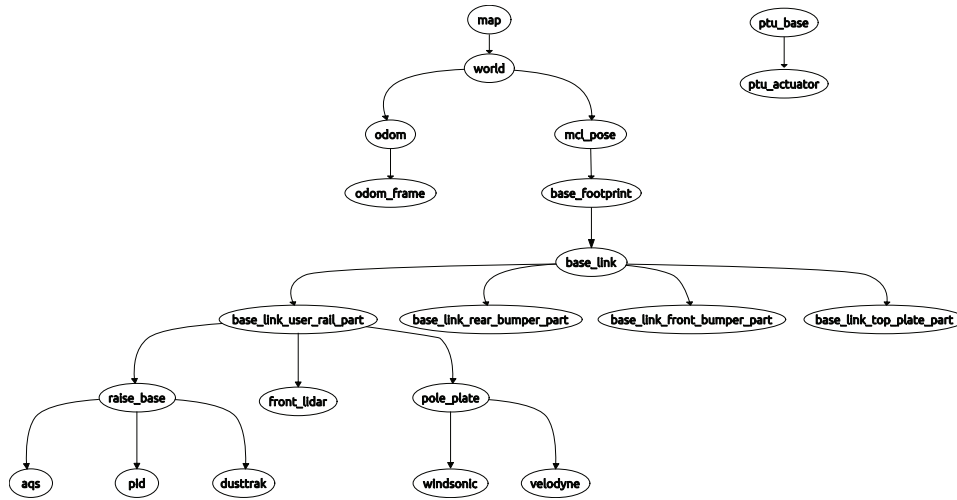 map
ptu_base
world
ptu_actuator
odom
mcl_pose
odom_frame
base_footprint
base_link
base_link_user_rail_part
base_link_rear_bumper_part
base_link_front_bumper_part
base_link_top_plate_part
raise_base
front_lidar
pole_plate
aqs
pid
dusttrak
windsonic
velodyne